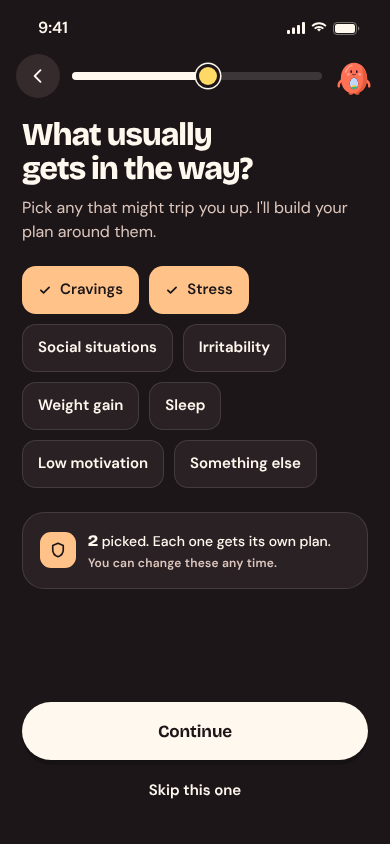 9:41
What usually
gets in the way?
Pick any that might trip you up. I'll build your
plan around them.
Cravings
Stress
Social situations
Irritability
Weight gain
Sleep
Low motivation
Something else
2 picked. Each one gets its own plan.
You can change these any time.
Continue
Skip this one